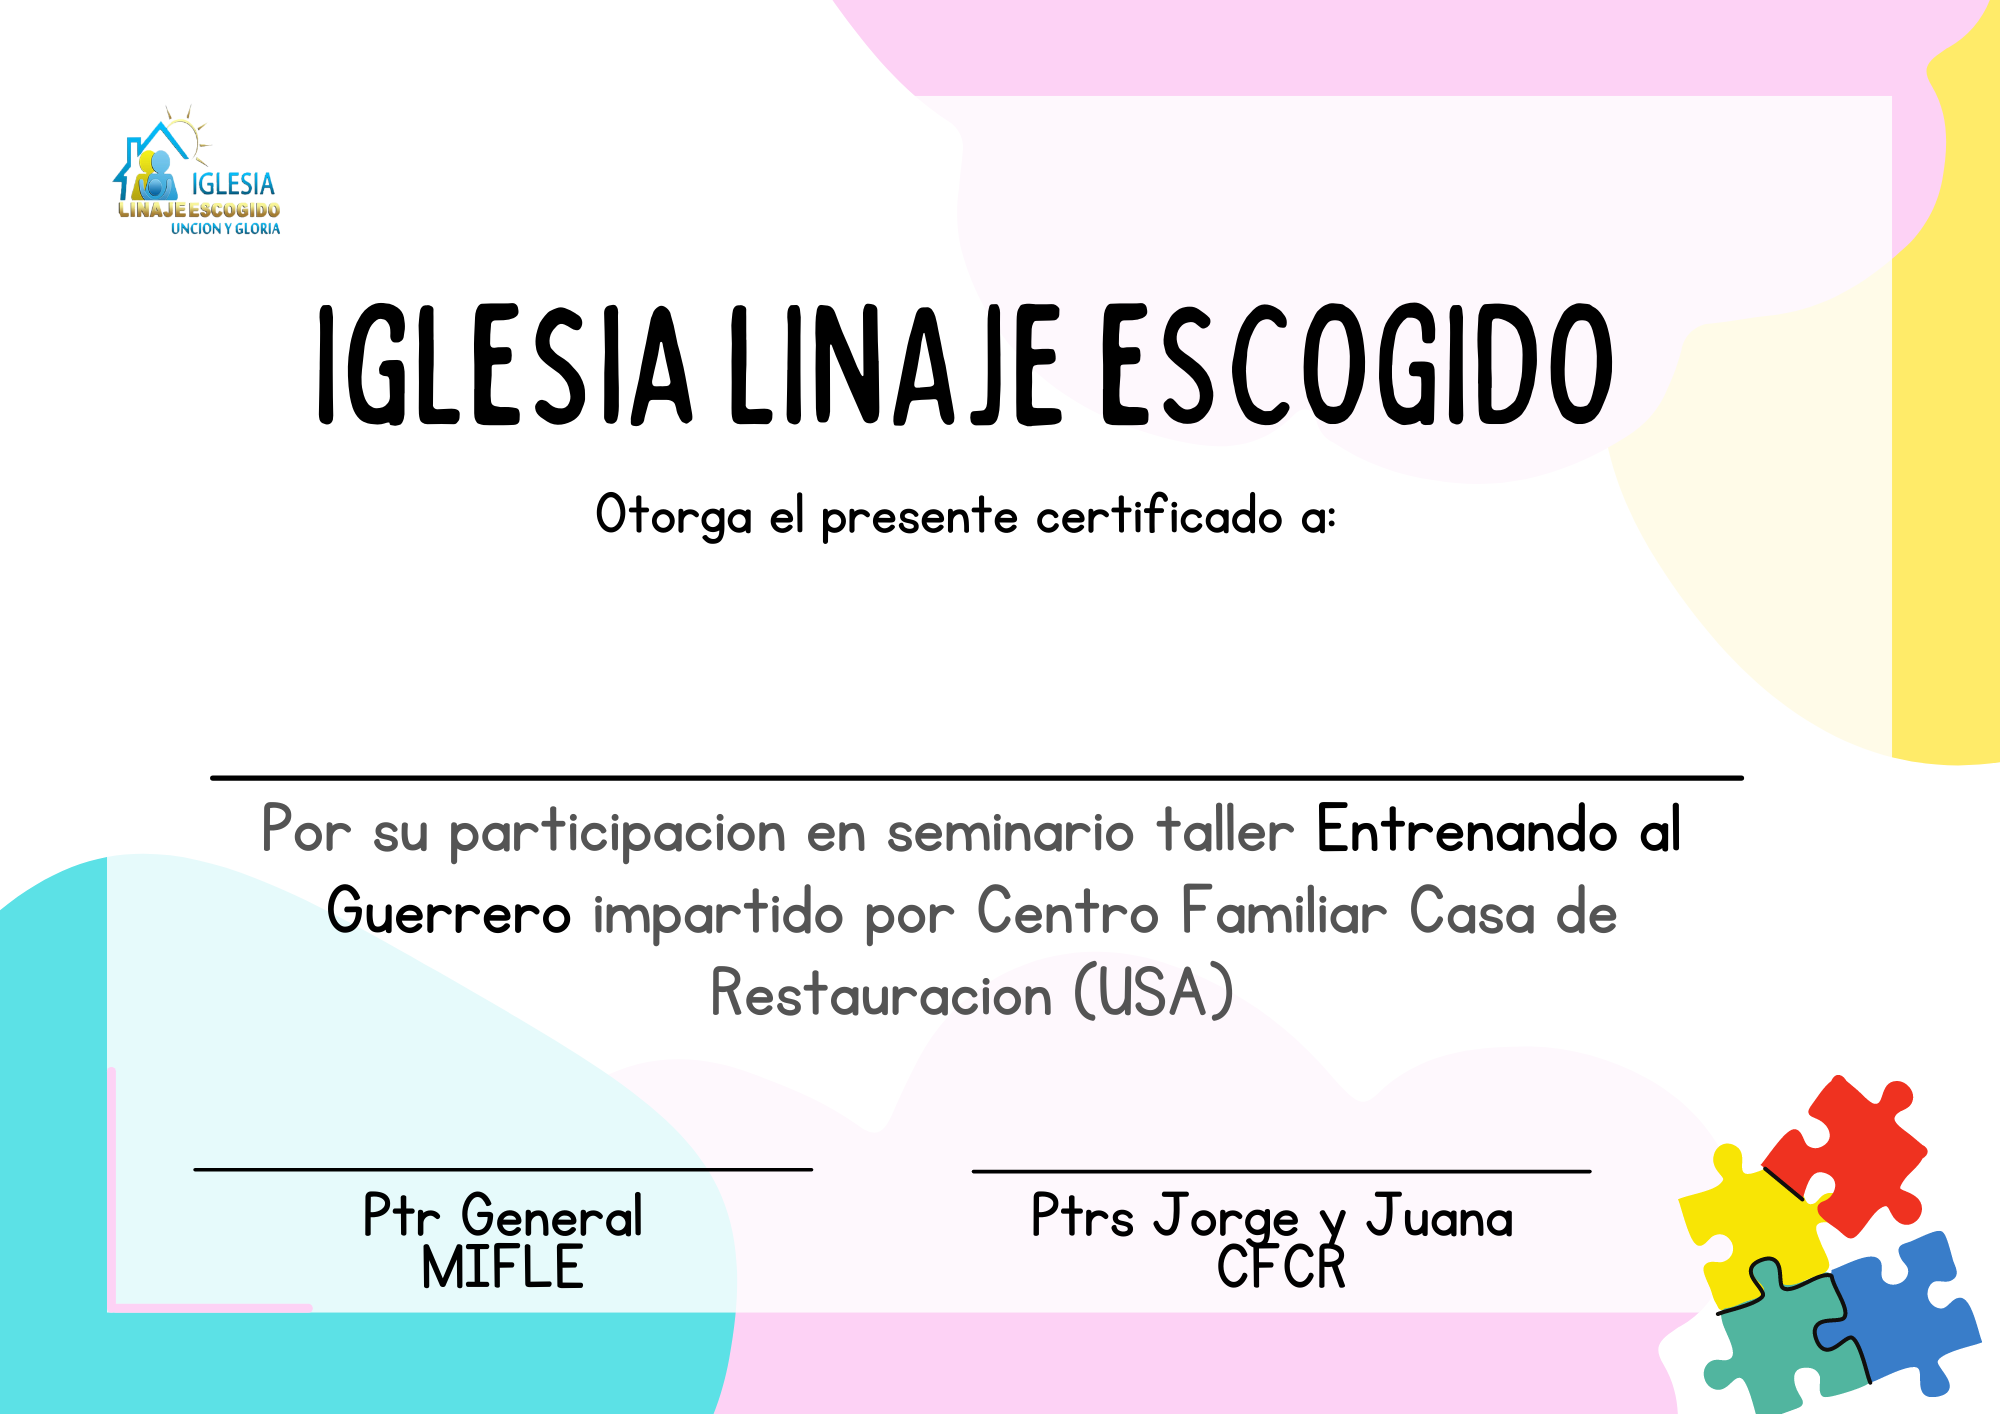 IGLESIA
LINAJE ESCOGIDO
UNCION Y GLORIA
IGLESIA LINAJE ESCOGIDO
Otorga el presente certificado a:
Por su participacion en seminario taller Entrenando al
Guerrero impartido por Centro Familiar Casa de
Restauracion (USA)
Ptr General
MIFLE
Ptrs Jorge y Juana
CFCR